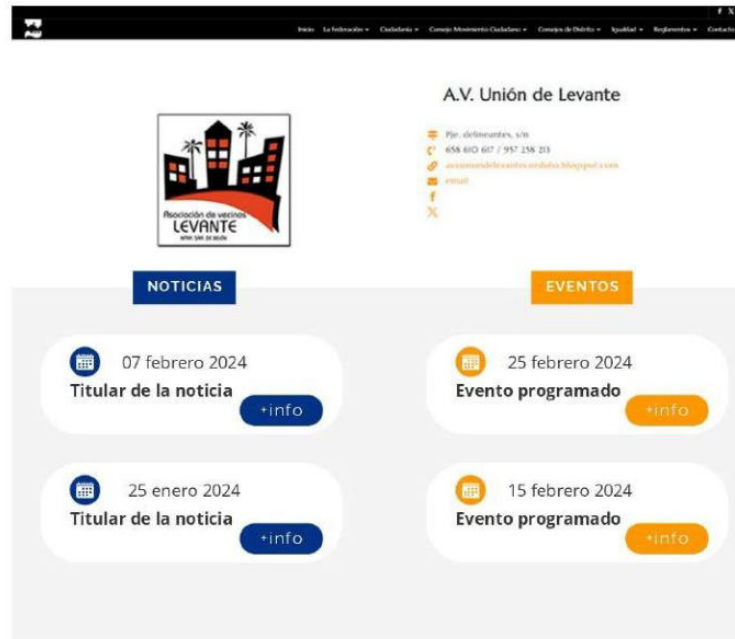 f X
Inicio La federación Ciudadanía Consejo Movimiento Ciudadano Consejos de Distrito Igualdad Reglamentos Contacto
A.V. Unión de Levante
Pje. delineantes, s/n
658 610 617 / 957 258 213
email
f
X
Asociación de vecinos
LEVANTE
NOTICIAS
EVENTOS
07 febrero 2024
Titular de la noticia
+info
25 febrero 2024
Evento programado
+info
25 enero 2024
Titular de la noticia
+info
15 febrero 2024
Evento programado
+info